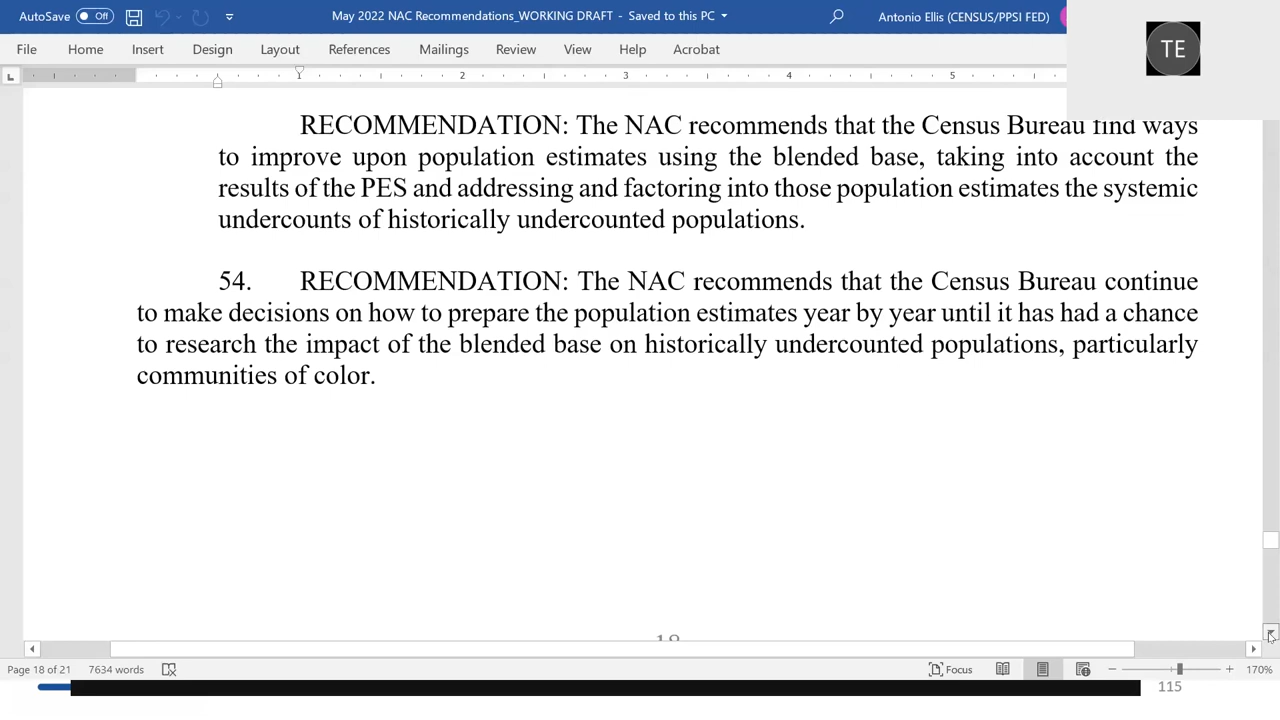 AutoSave Off May 2022 NAC Recommendations_WORKING DRAFT - Saved to this PC Antonio Ellis (CENSUS/PPSI FED)
TE
File Home Insert Design Layout References Mailings Review View Help Acrobat
1 2 3 4 5
RECOMMENDATION: The NAC recommends that the Census Bureau find ways
to improve upon population estimates using the blended base, taking into account the
results of the PES and addressing and factoring into those population estimates the systemic
undercounts of historically undercounted populations.
54. RECOMMENDATION: The NAC recommends that the Census Bureau continue
to make decisions on how to prepare the population estimates year by year until it has had a chance
to research the impact of the blended base on historically undercounted populations, particularly
communities of color.
18
Page 18 of 21 7634 words Focus 170%
115